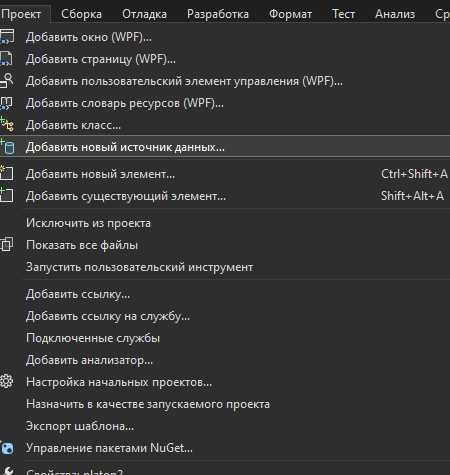 Проект Сборка Отладка Разработка Формат Тест Анализ Ср
Добавить окно (WPF)...
Добавить страницу (WPF)...
Добавить пользовательский элемент управления (WPF)...
Добавить словарь ресурсов (WPF)...
Добавить класс...
Добавить новый источник данных...
Добавить новый элемент... Ctrl+Shift+A
Добавить существующий элемент... Shift+Alt+A
Исключить из проекта
Показать все файлы
Запустить пользовательский инструмент
Добавить ссылку...
Добавить ссылку на службу...
Подключенные службы
Добавить анализатор...
Настройка начальных проектов...
Назначить в качестве запускаемого проекта
Экспорт шаблона...
Управление пакетами NuGet...
Свойства: platon2